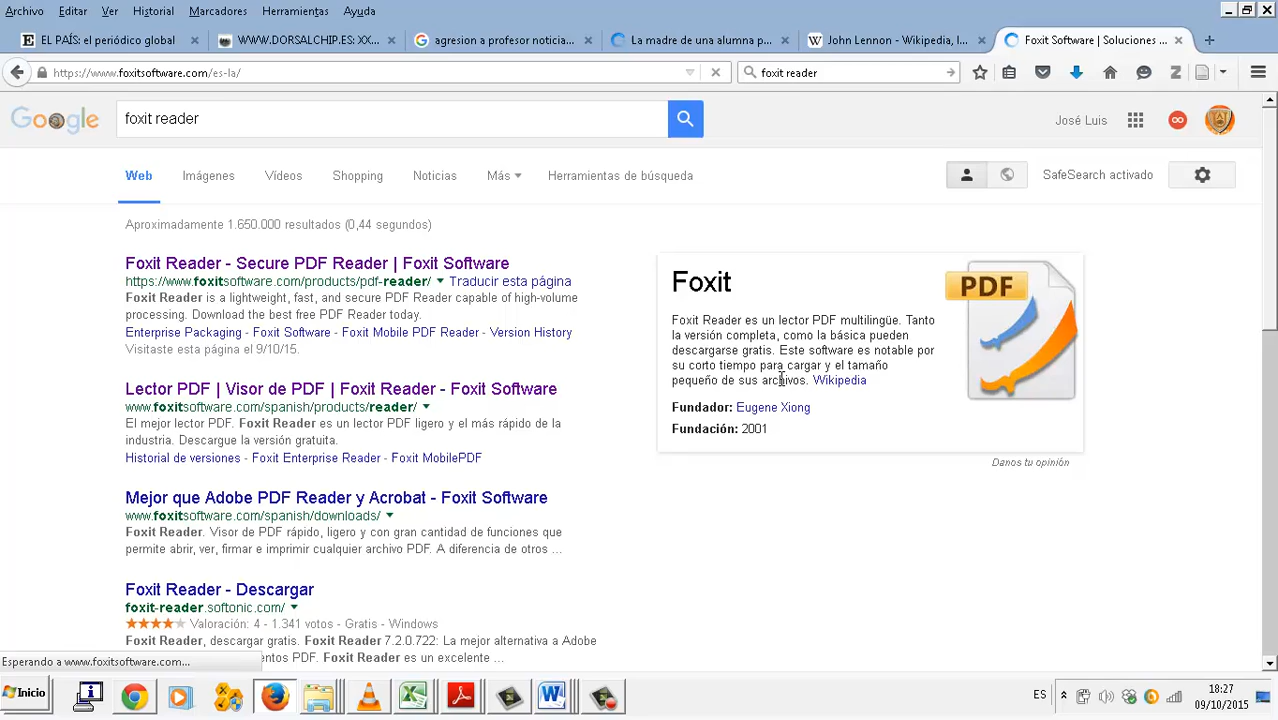 Archivo Editar Ver Historial Marcadores Herramientas Ayuda
EL PAÍS: el periódico global
WWW.DORSALCHIP.ES: XX...
agresion a profesor noticia...
La madre de una alumna p...
W John Lennon - Wikipedia, l...
Foxit Software | Soluciones ...
https://www.foxitsoftware.com/es-la/
foxit reader
Google
foxit reader
José Luis
Web Imágenes Vídeos Shopping Noticias Más Herramientas de búsqueda
SafeSearch activado
Aproximadamente 1.650.000 resultados (0,44 segundos)
Foxit Reader - Secure PDF Reader | Foxit Software
https://www.foxitsoftware.com/products/pdf-reader/ Traducir esta página
Foxit Reader is a lightweight, fast, and secure PDF Reader capable of high-volume
processing. Download the best free PDF Reader today.
Enterprise Packaging - Foxit Software - Foxit Mobile PDF Reader - Version History
Visitaste esta página el 9/10/15.
Lector PDF | Visor de PDF | Foxit Reader - Foxit Software
www.foxitsoftware.com/spanish/products/reader/
El mejor lector PDF. Foxit Reader es un lector PDF ligero y el más rápido de la
industria. Descargue la versión gratuita.
Historial de versiones - Foxit Enterprise Reader - Foxit MobilePDF
Mejor que Adobe PDF Reader y Acrobat - Foxit Software
www.foxitsoftware.com/spanish/downloads/
Foxit Reader. Visor de PDF rápido, ligero y con gran cantidad de funciones que
permite abrir, ver, firmar e imprimir cualquier archivo PDF. A diferencia de otros ...
Foxit Reader - Descargar
foxit-reader.softonic.com/
Valoración: 4 - 1.341 votos - Gratis - Windows
Foxit Reader, descargar gratis. Foxit Reader 7.2.0.722: La mejor alternativa a Adobe
entos PDF. Foxit Reader es un excelente ...
Foxit
PDF
Foxit Reader es un lector PDF multilingüe. Tanto
la versión completa, como la básica pueden
descargarse gratis. Este software es notable por
su corto tiempo para cargar y el tamaño
pequeño de sus archivos. Wikipedia
Fundador: Eugene Xiong
Fundación: 2001
Danos tu opinión
Esperando a www.foxitsoftware.com...
Inicio
ES
18:27
09/10/2015